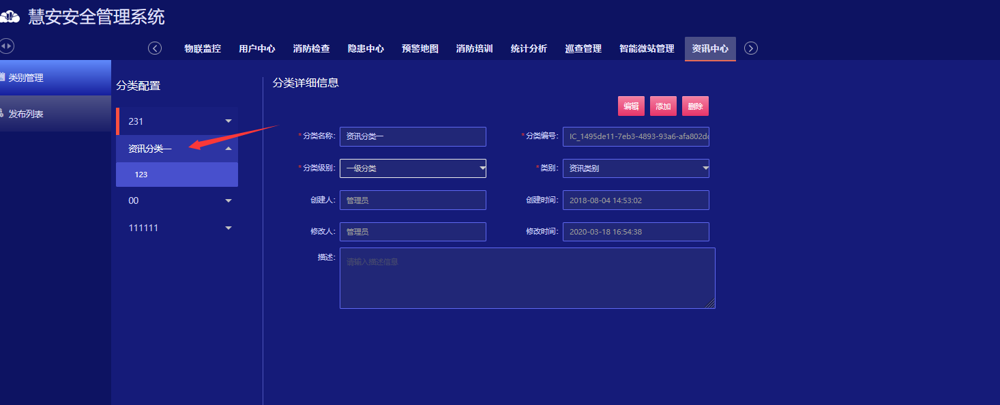 慧安安全管理系统
物联监控 用户中心 消防检查 隐患中心 预警地图 消防培训 统计分析 巡查管理 智能微站管理 资讯中心
类别管理
发布列表
分类配置
231
资讯分类一
123
00
111111
分类详细信息
编辑 添加 删除
*分类名称: 资讯分类一 *分类编号: IC_1495de11-7eb3-4893-93a6-afa802dc
*分类级别: 一级分类 *类别: 资讯类别
创建人: 管理员 创建时间: 2018-08-04 14:53:02
修改人: 管理员 修改时间: 2020-03-18 16:54:38
描述: 请输入描述信息